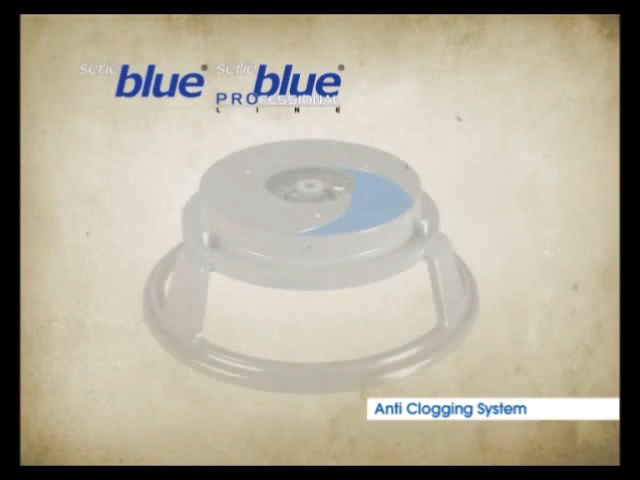 serie blue® serie blue®
PROFESSIONAL
LINE
Anti Clogging System